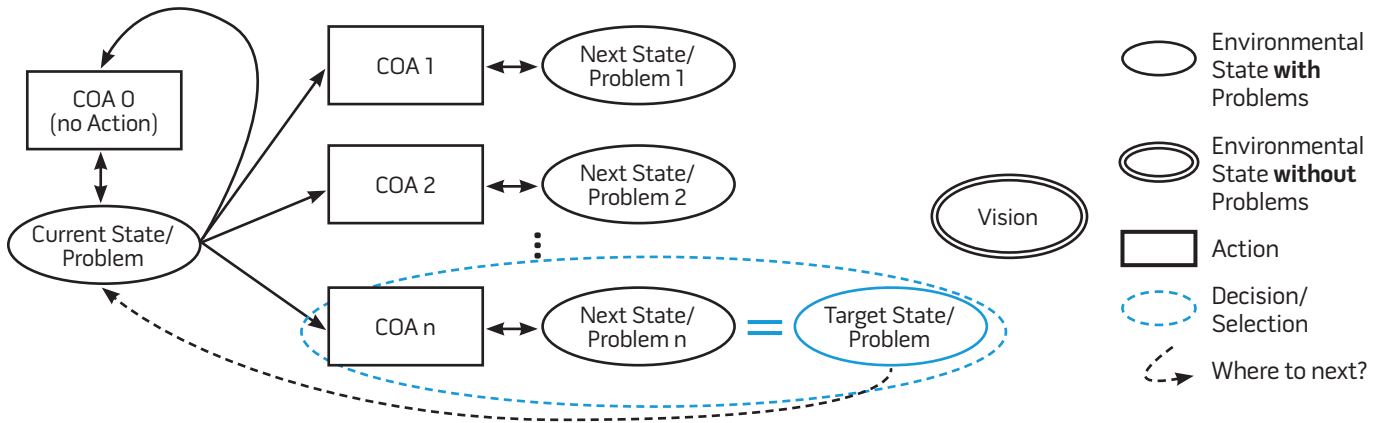 COA 0
(no Action)
Current State/
Problem
COA 1
Next State/
Problem 1
COA 2
Next State/
Problem 2
COA n
Next State/
Problem n
Target State/
Problem
Vision
Environmental
State with
Problems
Environmental
State without
Problems
Action
Decision/
Selection
Where to next?